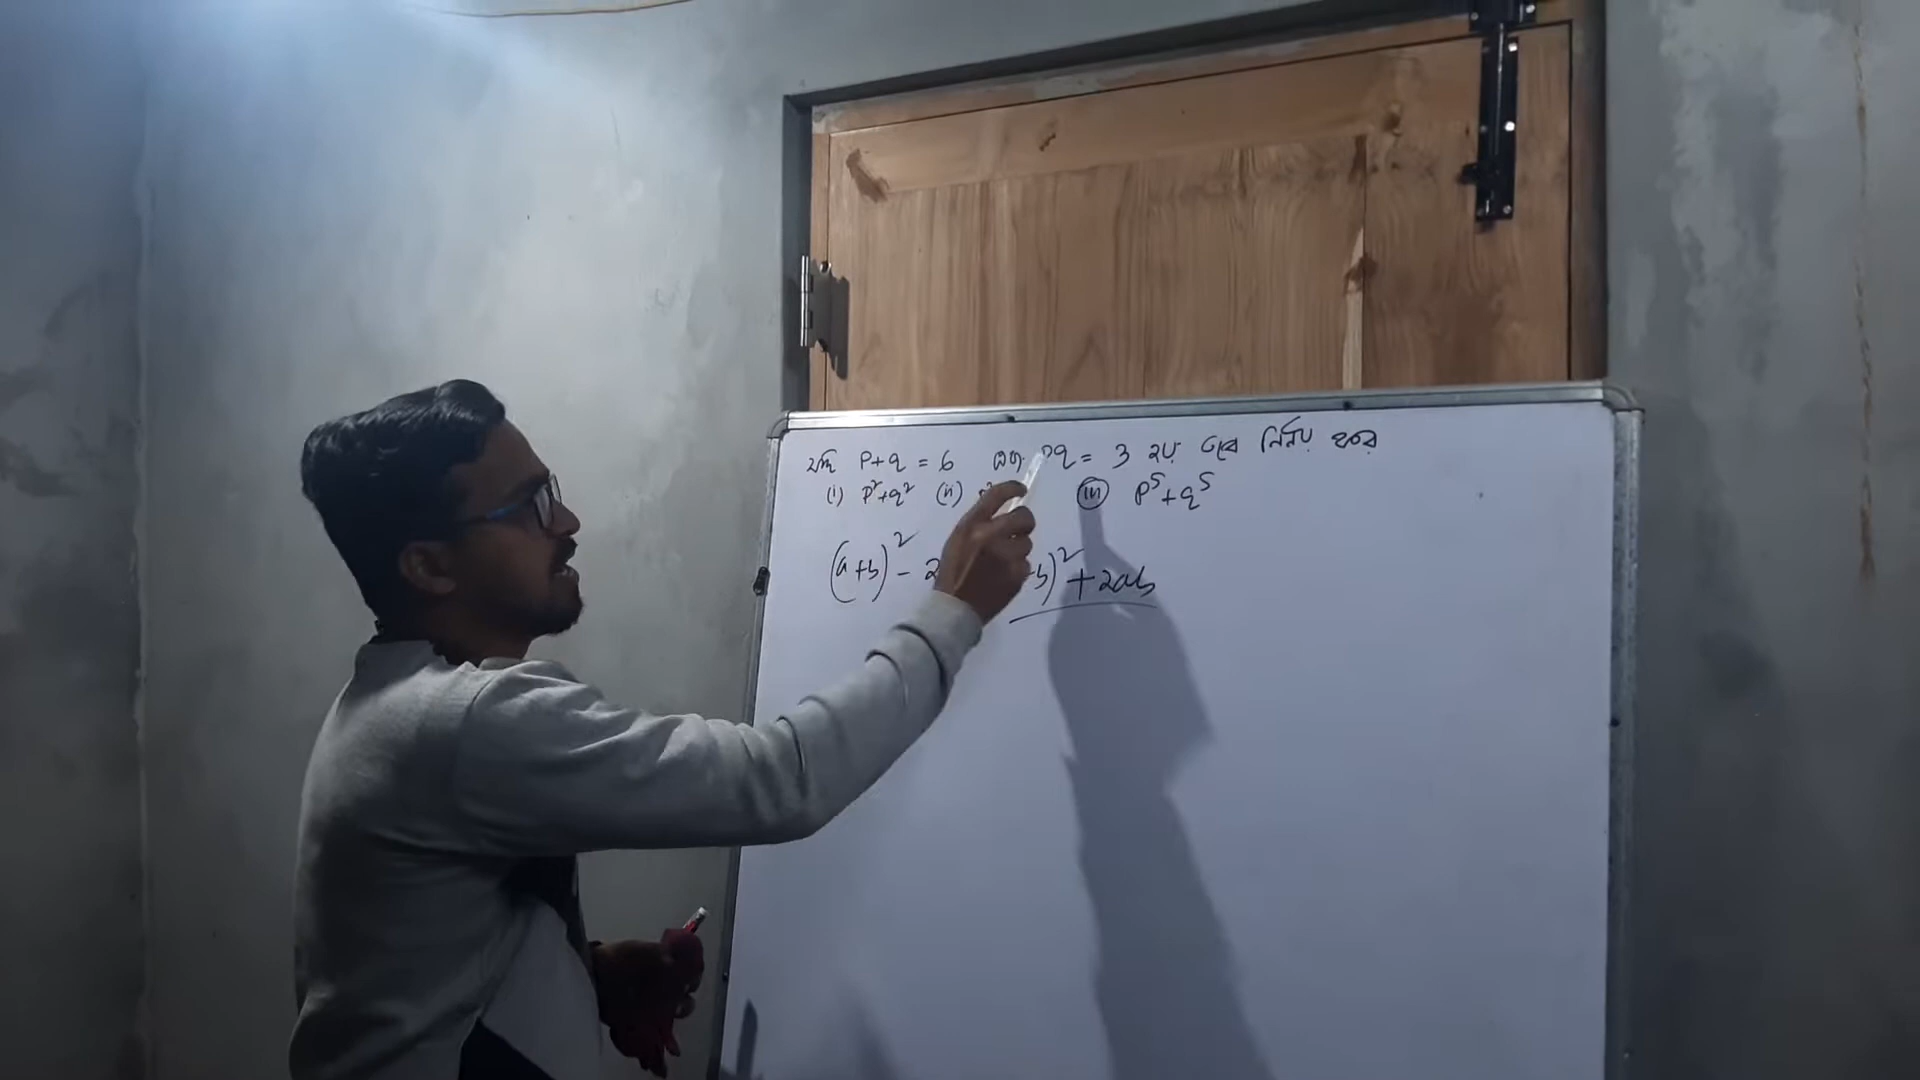 যদি p+q = 6 এবং pq = 3 হয় তবে নির্ণয় করো
(i) p²+q² (ii) (iii) p⁵+q⁵
(a+b)² - 2 b)² + 2ab